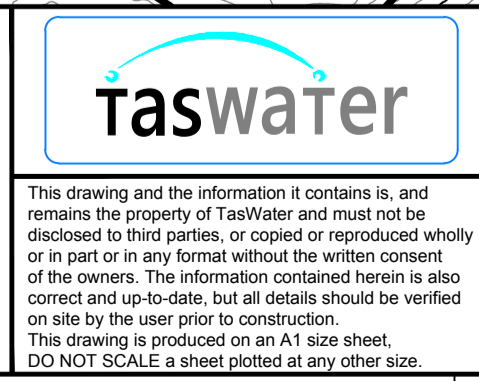 TasWaTer
This drawing and the information it contains is, and
remains the property of TasWater and must not be
disclosed to third parties, or copied or reproduced wholly
or in part or in any format without the written consent
of the owners. The information contained herein is also
correct and up-to-date, but all details should be verified
on site by the user prior to construction.
This drawing is produced on an A1 size sheet,
DO NOT SCALE a sheet plotted at any other size.